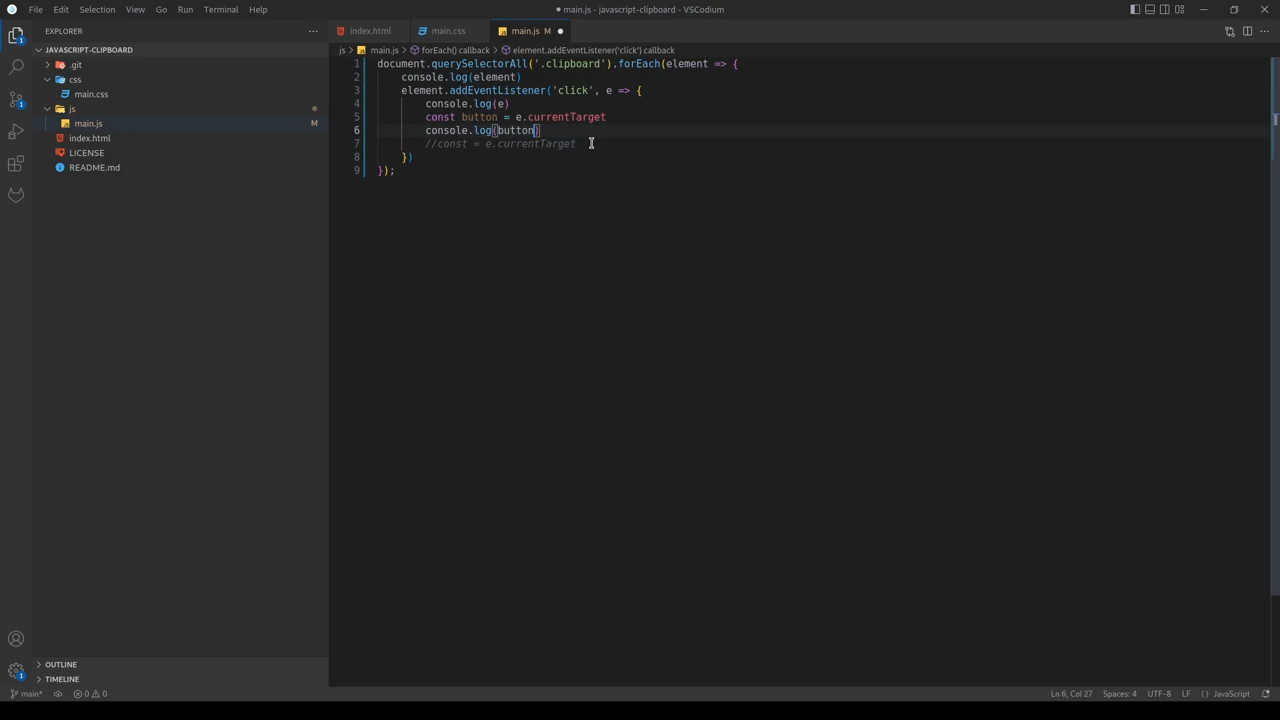 File Edit Selection View Go Run Terminal Help
● main.js - javascript-clipboard - VSCodium
EXPLORER
JAVASCRIPT-CLIPBOARD
.git
css
main.css
js
main.js M
index.html
LICENSE
README.md
OUTLINE
TIMELINE
index.html main.css main.js M
js > main.js > forEach() callback > element.addEventListener('click') callback
1 document.querySelectorAll('.clipboard').forEach(element => {
2 console.log(element)
3 element.addEventListener('click', e => {
4 console.log(e)
5 const button = e.currentTarget
6 console.log(button)
7 //const = e.currentTarget
8 })
9 });
1
1
1
main* 0 0 Ln 6, Col 27 Spaces: 4 UTF-8 LF {} JavaScript